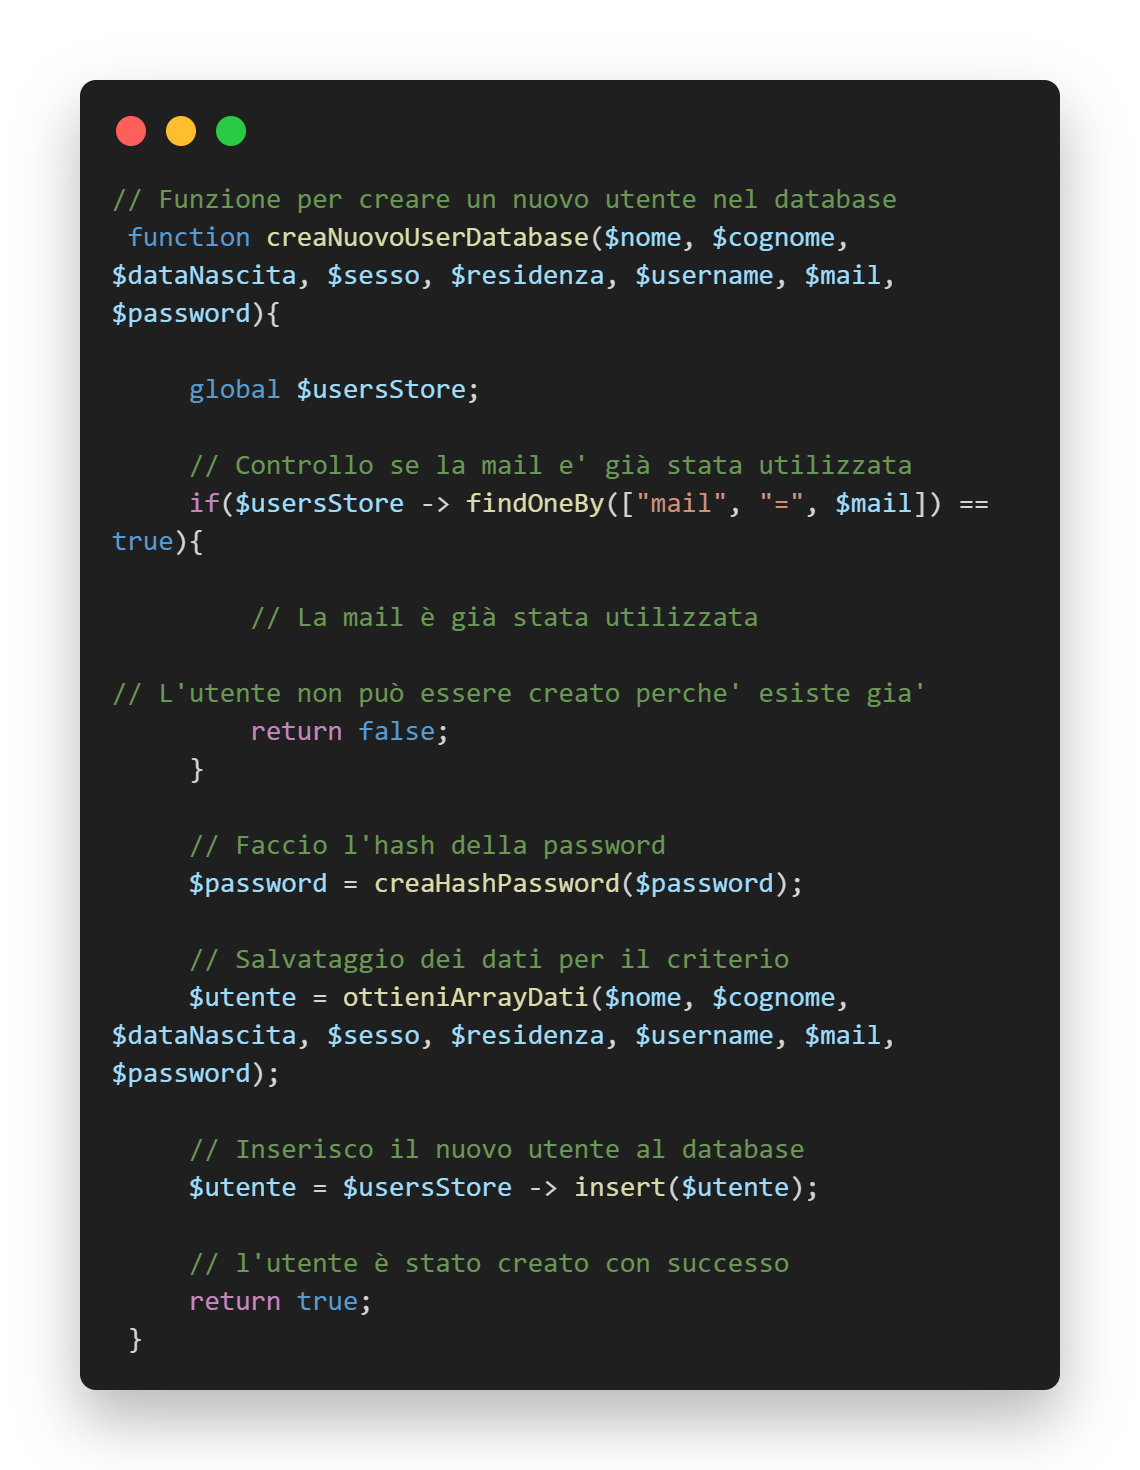 // Funzione per creare un nuovo utente nel database
function creaNuovoUserDatabase($nome, $cognome,
$dataNascita, $sesso, $residenza, $username, $mail,
$password){
global $usersStore;
// Controllo se la mail e' già stata utilizzata
if($usersStore -> findOneBy(["mail", "=", $mail]) ==
true){
// La mail è già stata utilizzata
// L'utente non può essere creato perche' esiste gia'
return false;
}
// Faccio l'hash della password
$password = creaHashPassword($password);
// Salvataggio dei dati per il criterio
$utente = ottieniArrayDati($nome, $cognome,
$dataNascita, $sesso, $residenza, $username, $mail,
$password);
// Inserisco il nuovo utente al database
$utente = $usersStore -> insert($utente);
// l'utente è stato creato con successo
return true;
}